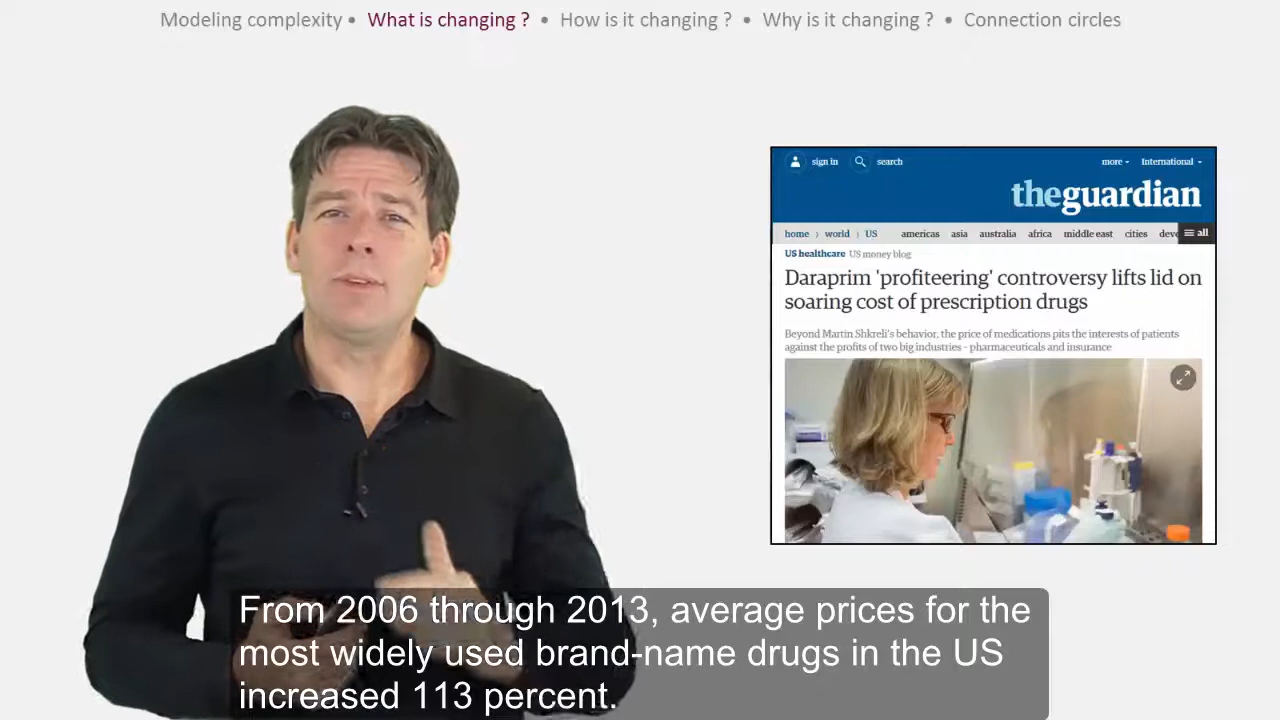 Modeling complexity • What is changing ? • How is it changing ? • Why is it changing ? • Connection circles
sign in search more International
theguardian
home › world › US americas asia australia africa middle east cities deve all
US healthcare US money blog
Daraprim 'profiteering' controversy lifts lid on
soaring cost of prescription drugs
Beyond Martin Shkreli's behavior, the price of medications pits the interests of patients
against the profits of two big industries – pharmaceuticals and insurance
From 2006 through 2013, average prices for the
most widely used brand-name drugs in the US
increased 113 percent.